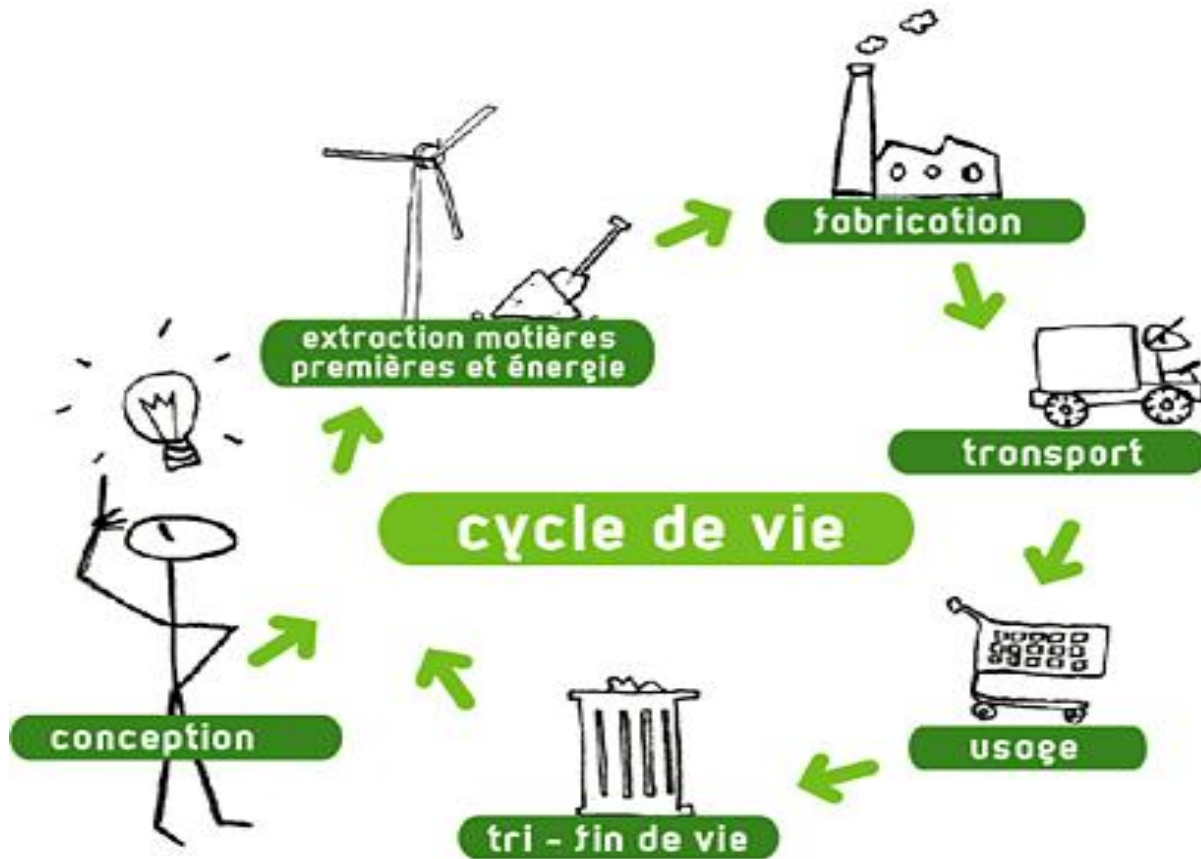 fabrication
extraction matières
premières et énergie
transport
cycle de vie
conception
usage
tri - fin de vie